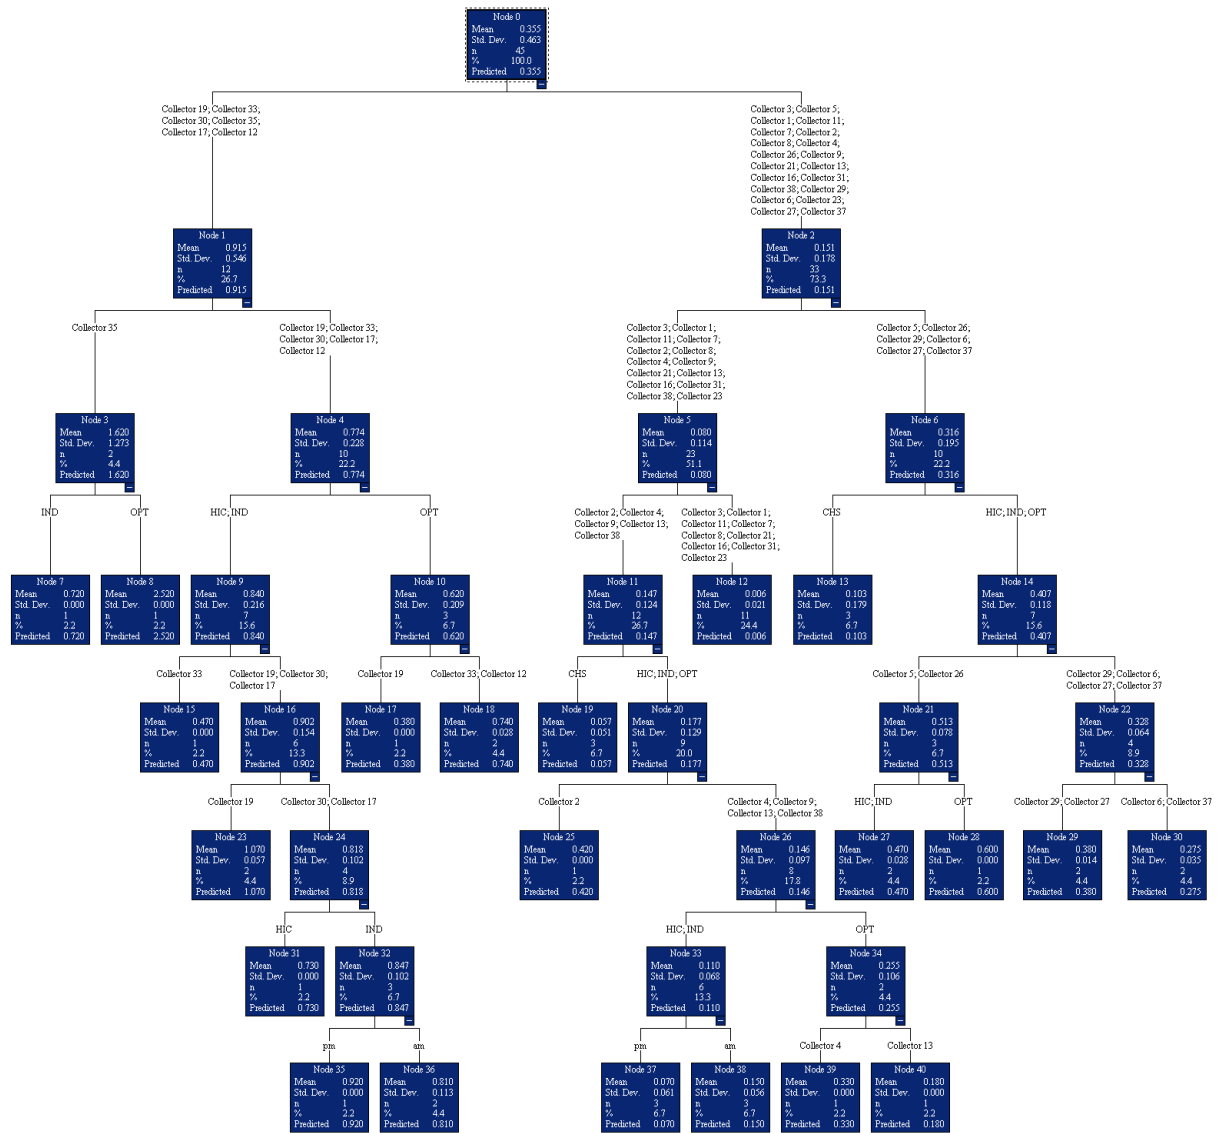 Node 0
Mean 0.355
Std. Dev. 0.463
n 45
% 100.0
Predicted 0.355
Collector 19; Collector 33;
Collector 30; Collector 35;
Collector 17; Collector 12
Collector 3; Collector 5;
Collector 1; Collector 11;
Collector 7; Collector 2;
Collector 8; Collector 4;
Collector 26; Collector 9;
Collector 21; Collector 13;
Collector 16; Collector 31;
Collector 38; Collector 29;
Collector 6; Collector 23;
Collector 27; Collector 37
Node 1
Mean 0.915
Std. Dev. 0.546
n 12
% 26.7
Predicted 0.915
Node 2
Mean 0.151
Std. Dev. 0.178
n 33
% 73.3
Predicted 0.151
Collector 35
Collector 19; Collector 33;
Collector 30; Collector 17;
Collector 12
Collector 3; Collector 1;
Collector 11; Collector 7;
Collector 2; Collector 8;
Collector 4; Collector 9;
Collector 21; Collector 13;
Collector 16; Collector 31;
Collector 38; Collector 23
Collector 5; Collector 26;
Collector 29; Collector 6;
Collector 27; Collector 37
Node 3
Mean 1.620
Std. Dev. 1.273
n 2
% 4.4
Predicted 1.620
Node 4
Mean 0.774
Std. Dev. 0.228
n 10
% 22.2
Predicted 0.774
Node 5
Mean 0.080
Std. Dev. 0.114
n 23
% 51.1
Predicted 0.080
Node 6
Mean 0.316
Std. Dev. 0.195
n 10
% 22.2
Predicted 0.316
IND
OPT
HIC; IND
OPT
Collector 2; Collector 4;
Collector 9; Collector 13;
Collector 38
Collector 3; Collector 1;
Collector 11; Collector 7;
Collector 8; Collector 21;
Collector 16; Collector 31;
Collector 23
CHS
HIC; IND; OPT
Node 7
Mean 0.720
Std. Dev. 0.000
n 1
% 2.2
Predicted 0.720
Node 8
Mean 2.520
Std. Dev. 0.000
n 1
% 2.2
Predicted 2.520
Node 9
Mean 0.840
Std. Dev. 0.216
n 7
% 15.6
Predicted 0.840
Node 10
Mean 0.620
Std. Dev. 0.209
n 3
% 6.7
Predicted 0.620
Node 11
Mean 0.147
Std. Dev. 0.124
n 12
% 26.7
Predicted 0.147
Node 12
Mean 0.006
Std. Dev. 0.021
n 11
% 24.4
Predicted 0.006
Node 13
Mean 0.103
Std. Dev. 0.179
n 3
% 6.7
Predicted 0.103
Node 14
Mean 0.407
Std. Dev. 0.118
n 7
% 15.6
Predicted 0.407
Collector 33
Collector 19; Collector 30;
Collector 17
Collector 19
Collector 33; Collector 12
CHS
HIC; IND; OPT
Collector 5; Collector 26
Collector 29; Collector 6;
Collector 27; Collector 37
Node 15
Mean 0.470
Std. Dev. 0.000
n 1
% 2.2
Predicted 0.470
Node 16
Mean 0.902
Std. Dev. 0.154
n 6
% 13.3
Predicted 0.902
Node 17
Mean 0.380
Std. Dev. 0.000
n 1
% 2.2
Predicted 0.380
Node 18
Mean 0.740
Std. Dev. 0.028
n 2
% 4.4
Predicted 0.740
Node 19
Mean 0.057
Std. Dev. 0.051
n 3
% 6.7
Predicted 0.057
Node 20
Mean 0.177
Std. Dev. 0.129
n 9
% 20.0
Predicted 0.177
Node 21
Mean 0.513
Std. Dev. 0.078
n 3
% 6.7
Predicted 0.513
Node 22
Mean 0.328
Std. Dev. 0.064
n 4
% 8.9
Predicted 0.328
Collector 19
Collector 30; Collector 17
Collector 2
Collector 4; Collector 9;
Collector 13; Collector 38
HIC; IND
OPT
Collector 29; Collector 27
Collector 6; Collector 37
Node 23
Mean 1.070
Std. Dev. 0.057
n 2
% 4.4
Predicted 1.070
Node 24
Mean 0.818
Std. Dev. 0.102
n 4
% 8.9
Predicted 0.818
Node 25
Mean 0.420
Std. Dev. 0.000
n 1
% 2.2
Predicted 0.420
Node 26
Mean 0.146
Std. Dev. 0.097
n 8
% 17.8
Predicted 0.146
Node 27
Mean 0.470
Std. Dev. 0.028
n 2
% 4.4
Predicted 0.470
Node 28
Mean 0.600
Std. Dev. 0.000
n 1
% 2.2
Predicted 0.600
Node 29
Mean 0.380
Std. Dev. 0.014
n 2
% 4.4
Predicted 0.380
Node 30
Mean 0.275
Std. Dev. 0.035
n 2
% 4.4
Predicted 0.275
HIC
IND
HIC; IND
OPT
Node 31
Mean 0.730
Std. Dev. 0.000
n 1
% 2.2
Predicted 0.730
Node 32
Mean 0.847
Std. Dev. 0.102
n 3
% 6.7
Predicted 0.847
Node 33
Mean 0.110
Std. Dev. 0.068
n 6
% 13.3
Predicted 0.110
Node 34
Mean 0.255
Std. Dev. 0.106
n 2
% 4.4
Predicted 0.255
pm
am
pm
am
Collector 4
Collector 13
Node 35
Mean 0.920
Std. Dev. 0.000
n 1
% 2.2
Predicted 0.920
Node 36
Mean 0.810
Std. Dev. 0.113
n 2
% 4.4
Predicted 0.810
Node 37
Mean 0.070
Std. Dev. 0.061
n 3
% 6.7
Predicted 0.070
Node 38
Mean 0.150
Std. Dev. 0.056
n 3
% 6.7
Predicted 0.150
Node 39
Mean 0.330
Std. Dev. 0.000
n 1
% 2.2
Predicted 0.330
Node 40
Mean 0.180
Std. Dev. 0.000
n 1
% 2.2
Predicted 0.180